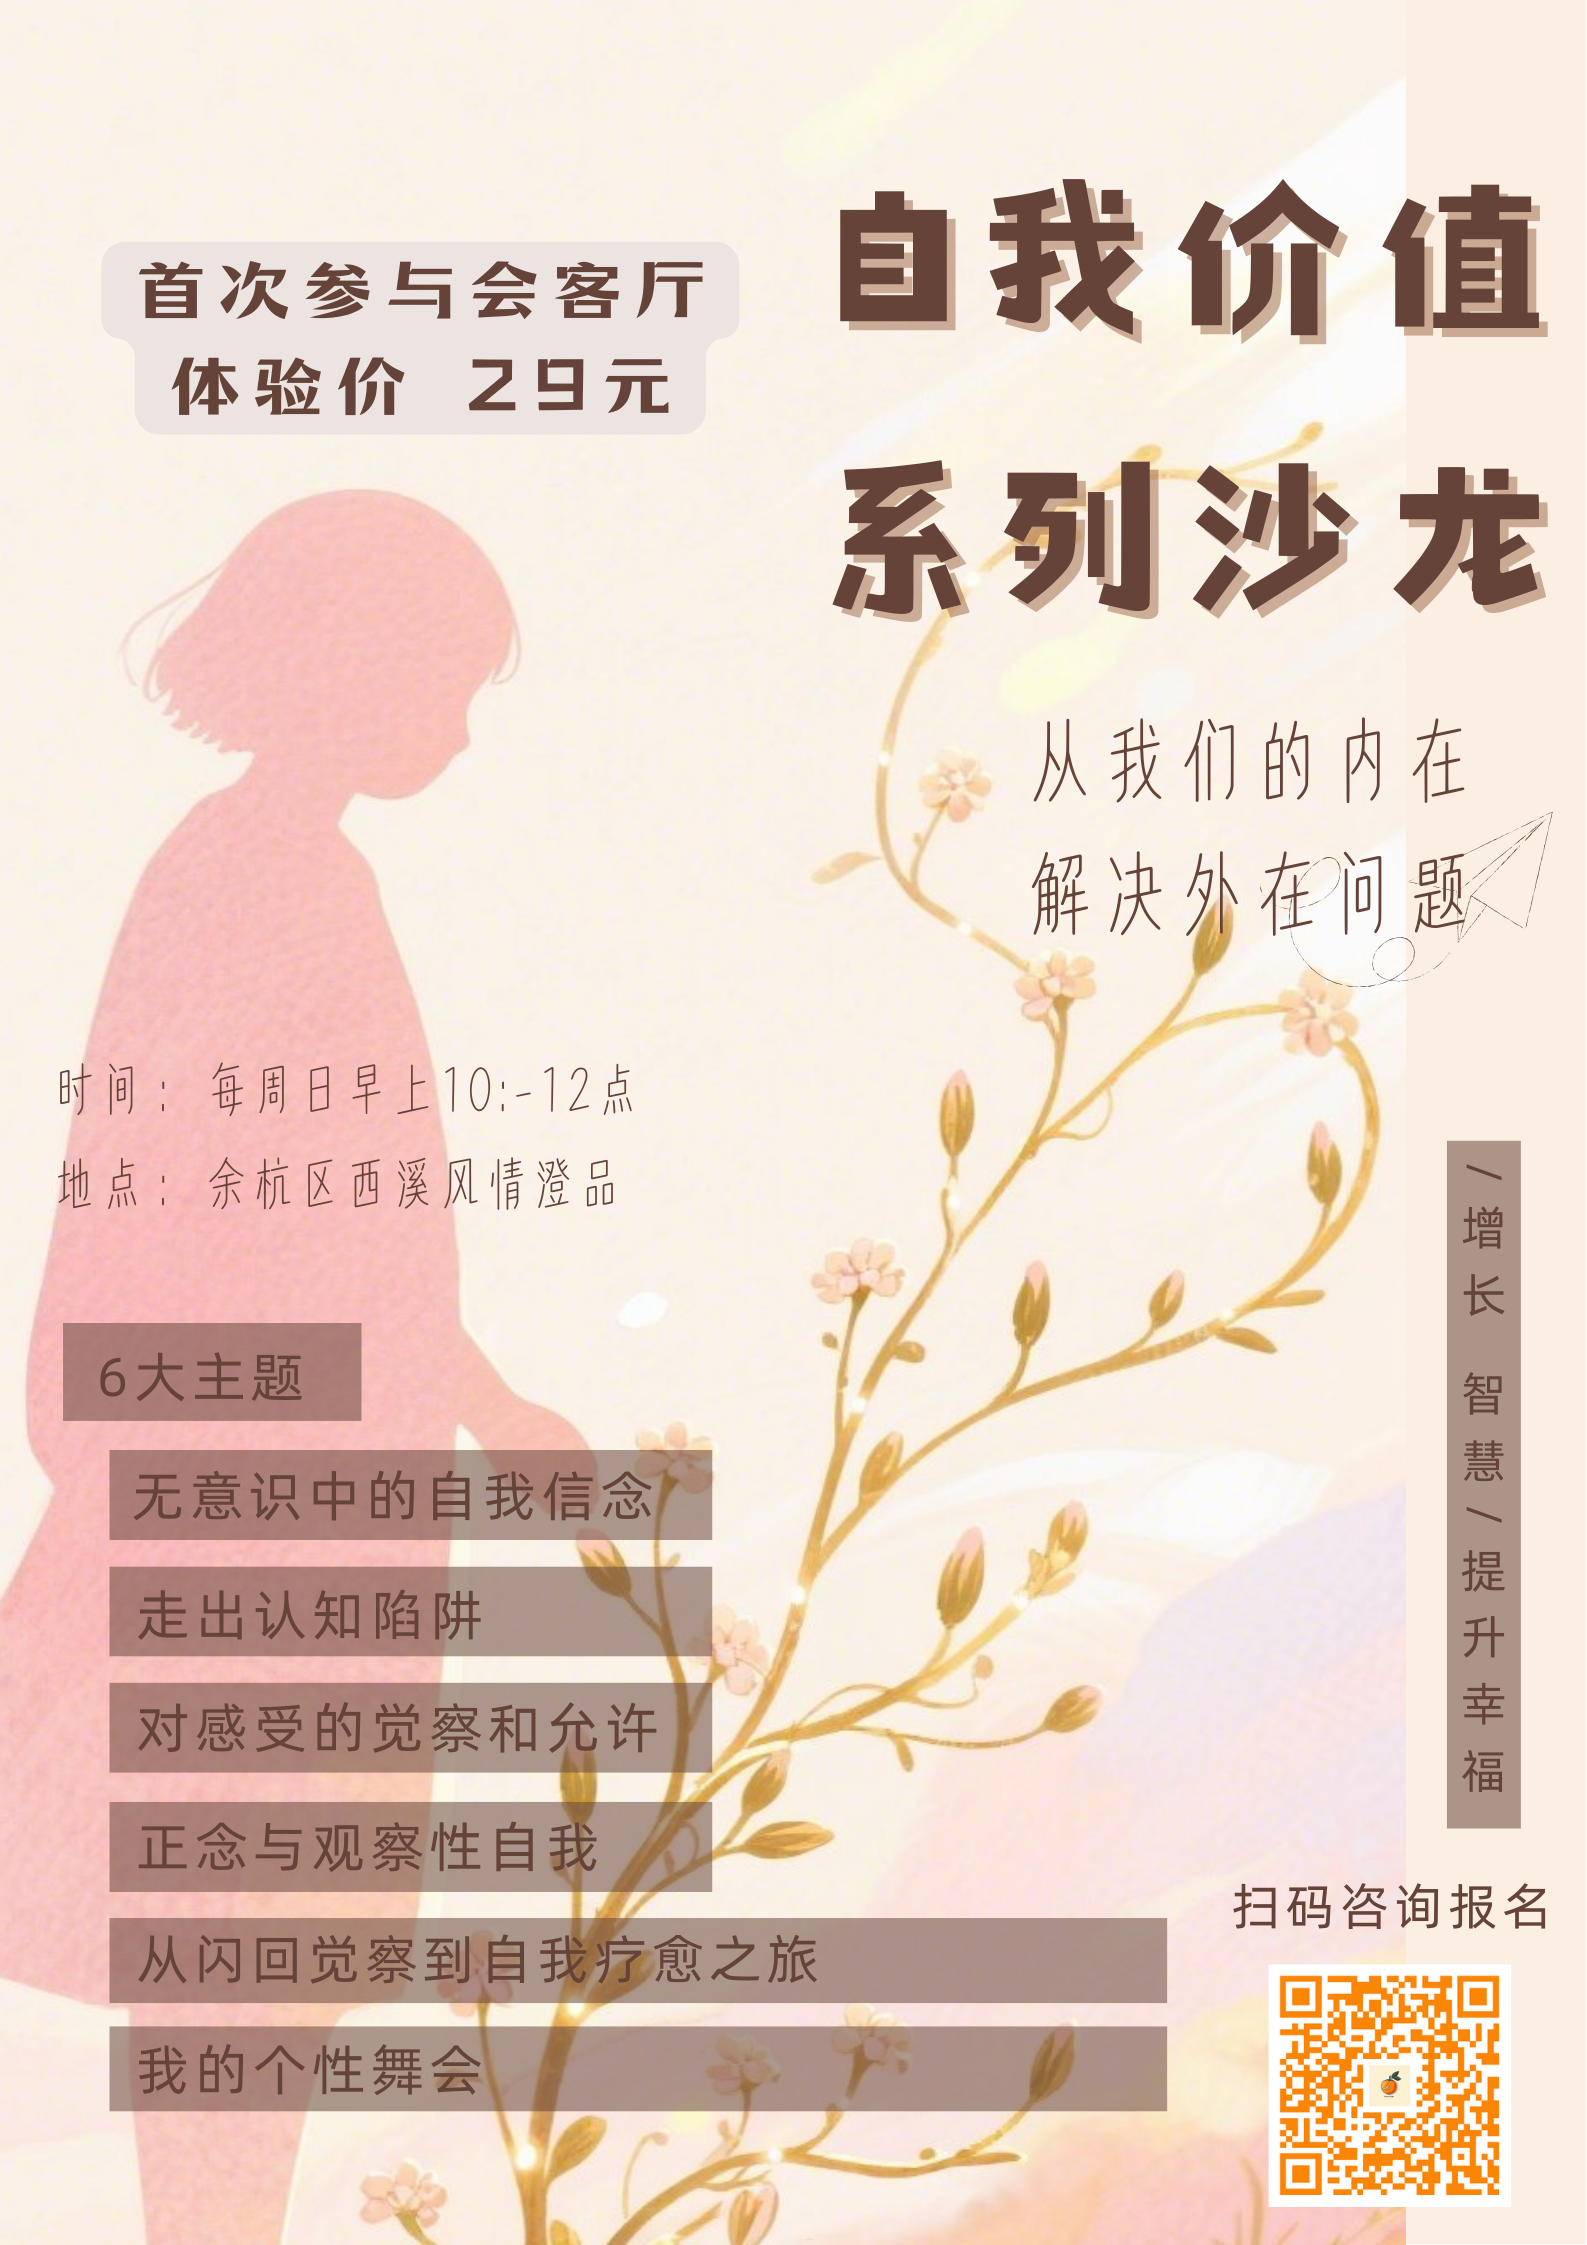 自我价值
系列沙龙
首次参与会客厅
体验价 29元
从我们的内在
解决外在问题
时间：每周日早上10:-12点
地点：余杭区西溪风情澄品
/增长 智慧/提升幸福
6大主题
无意识中的自我信念
走出认知陷阱
对感受的觉察和允许
正念与观察性自我
从闪回觉察到自我疗愈之旅
我的个性舞会
扫码咨询报名